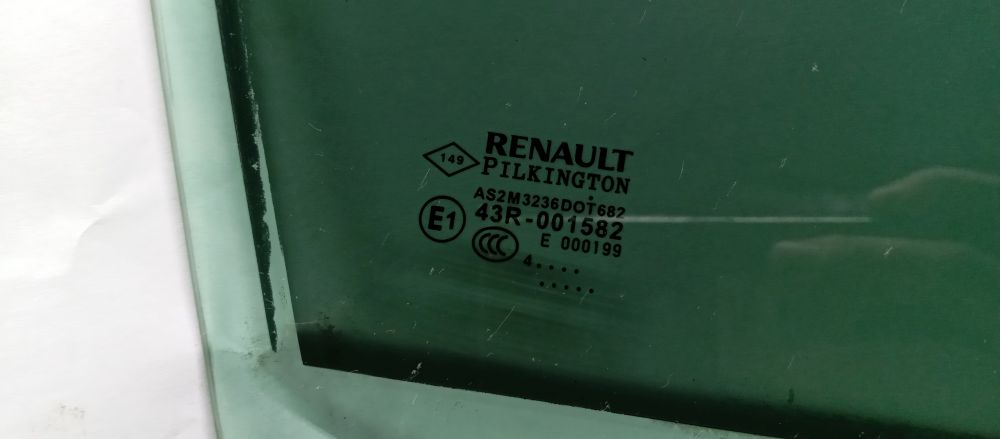 149
RENAULT
PILKINGTON
AS2M3236DOT682
E1
43R-001582
CCC
E 000199
4....
.....